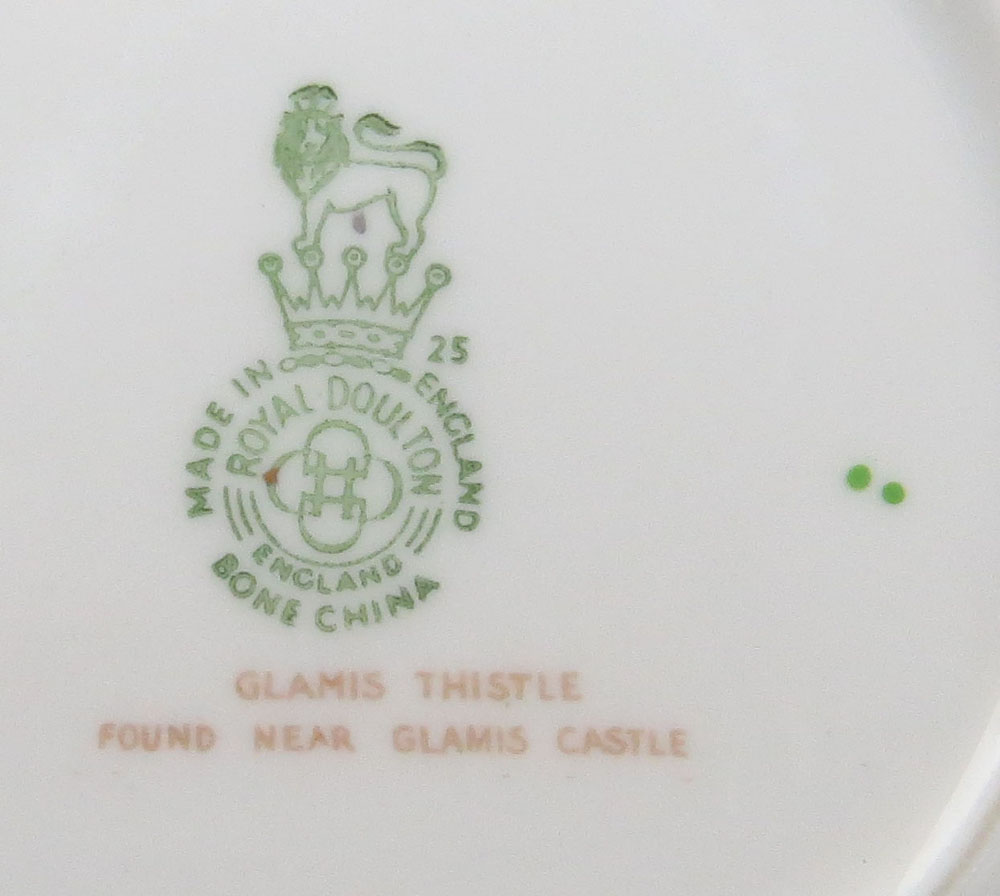 25
MADE IN ENGLAND
ROYAL DOULTON
ENGLAND
BONE CHINA
GLAMIS THISTLE
FOUND NEAR GLAMIS CASTLE